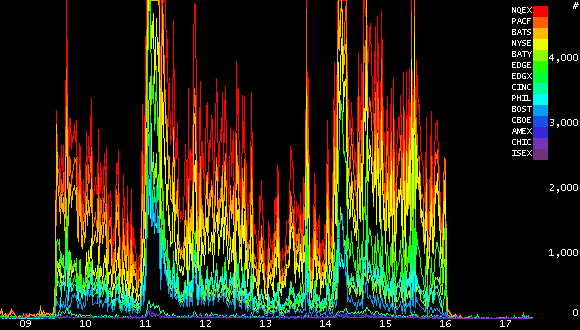 #
NQEX
PACF
BATS
NYSE
BATY
EDGE
EDGX
CINC
PHIL
BOST
CBOE
AMEX
CHIC
ISEX
4,000
3,000
2,000
1,000
0
09 10 11 12 13 14 15 16 17